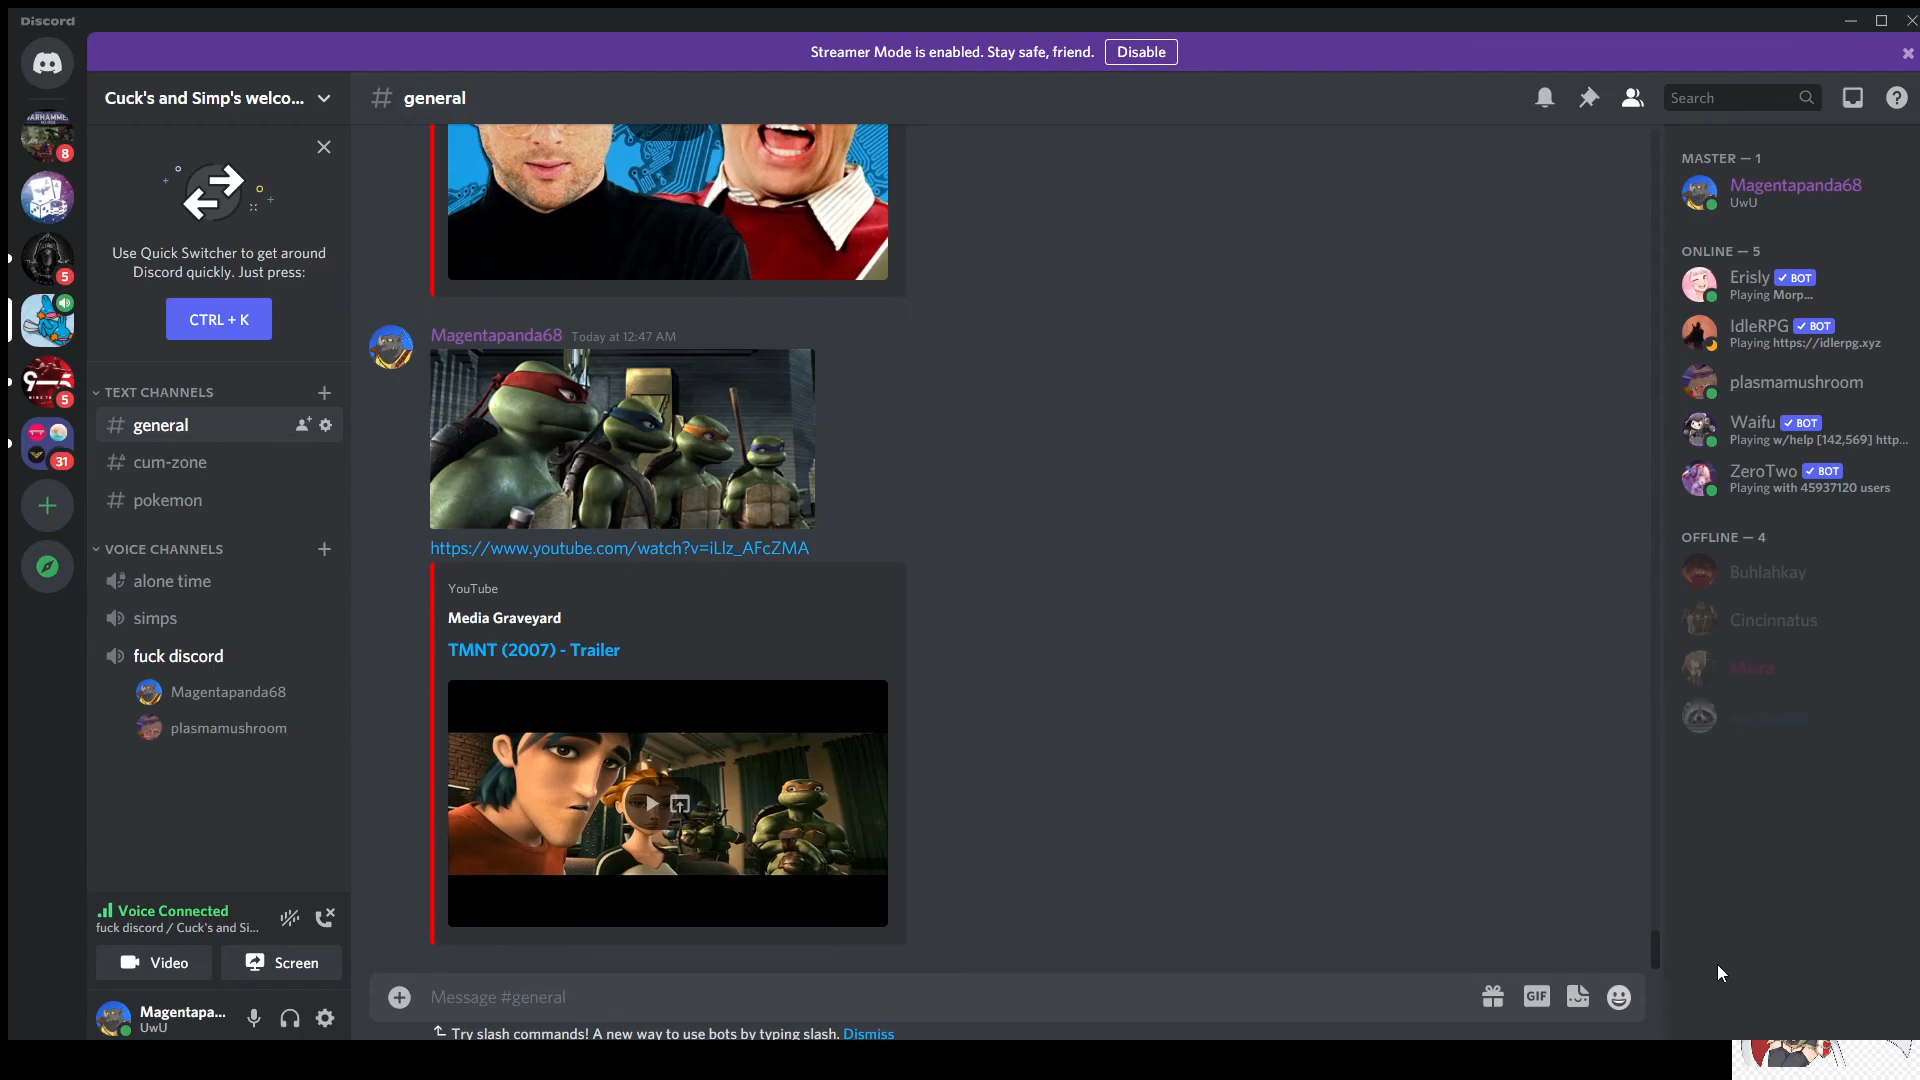 Discord
Streamer Mode is enabled. Stay safe, friend. Disable
Cuck's and Simp's welco...
general
Search
WARHAMMER
8
5
5
31
Use Quick Switcher to get around
Discord quickly. Just press:
CTRL + K
TEXT CHANNELS
general
cum-zone
pokemon
VOICE CHANNELS
alone time
simps
fuck discord
Magentapanda68
plasmamushroom
Voice Connected
fuck discord / Cuck's and Si...
Video
Screen
Magentapa...
UwU
Magentapanda68 Today at 12:47 AM
https://www.youtube.com/watch?v=iLlz_AFcZMA
YouTube
Media Graveyard
TMNT (2007) - Trailer
Message #general
GIF
Try slash commands! A new way to use bots by typing slash. Dismiss
MASTER — 1
Magentapanda68
UwU
ONLINE — 5
Erisly BOT
Playing Morp...
IdleRPG BOT
Playing https://idlerpg.xyz
plasmamushroom
Waifu BOT
Playing w/help [142,569] http...
ZeroTwo BOT
Playing with 45937120 users
OFFLINE — 4
Buhlahkay
Cincinnatus